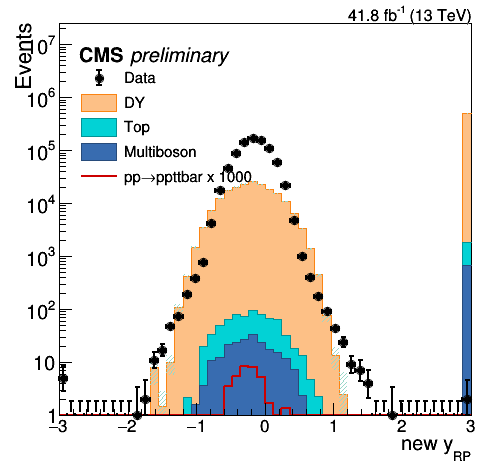 41.8 fb⁻¹ (13 TeV)
Events
CMS preliminary
Data
DY
Top
Multiboson
pp→ppttbar x 1000
10⁷
10⁶
10⁵
10⁴
10³
10²
10
1
−3 −2 −1 0 1 2 3
new y_RP